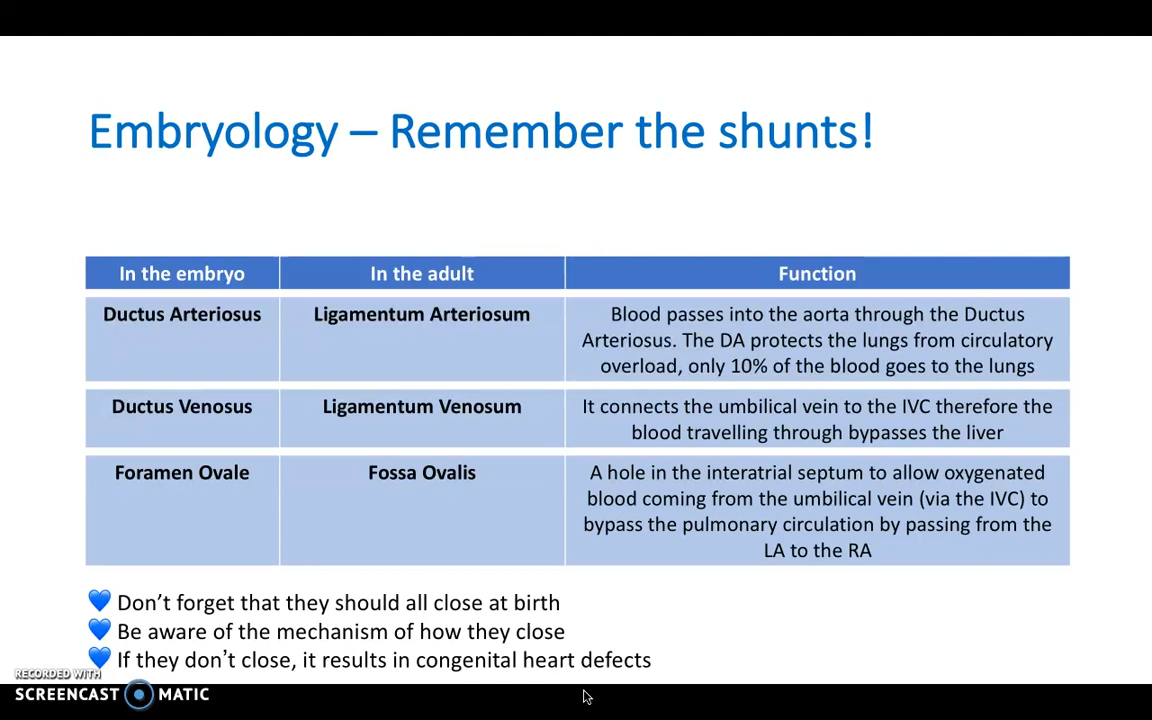 Embryology – Remember the shunts!
In the embryo
In the adult
Function
Ductus Arteriosus
Ligamentum Arteriosum
Blood passes into the aorta through the Ductus
Arteriosus. The DA protects the lungs from circulatory
overload, only 10% of the blood goes to the lungs
Ductus Venosus
Ligamentum Venosum
It connects the umbilical vein to the IVC therefore the
blood travelling through bypasses the liver
Foramen Ovale
Fossa Ovalis
A hole in the interatrial septum to allow oxygenated
blood coming from the umbilical vein (via the IVC) to
bypass the pulmonary circulation by passing from the
LA to the RA
💙 Don’t forget that they should all close at birth
💙 Be aware of the mechanism of how they close
💙 If they don’t close, it results in congenital heart defects
RECORDED WITH
SCREENCAST MATIC